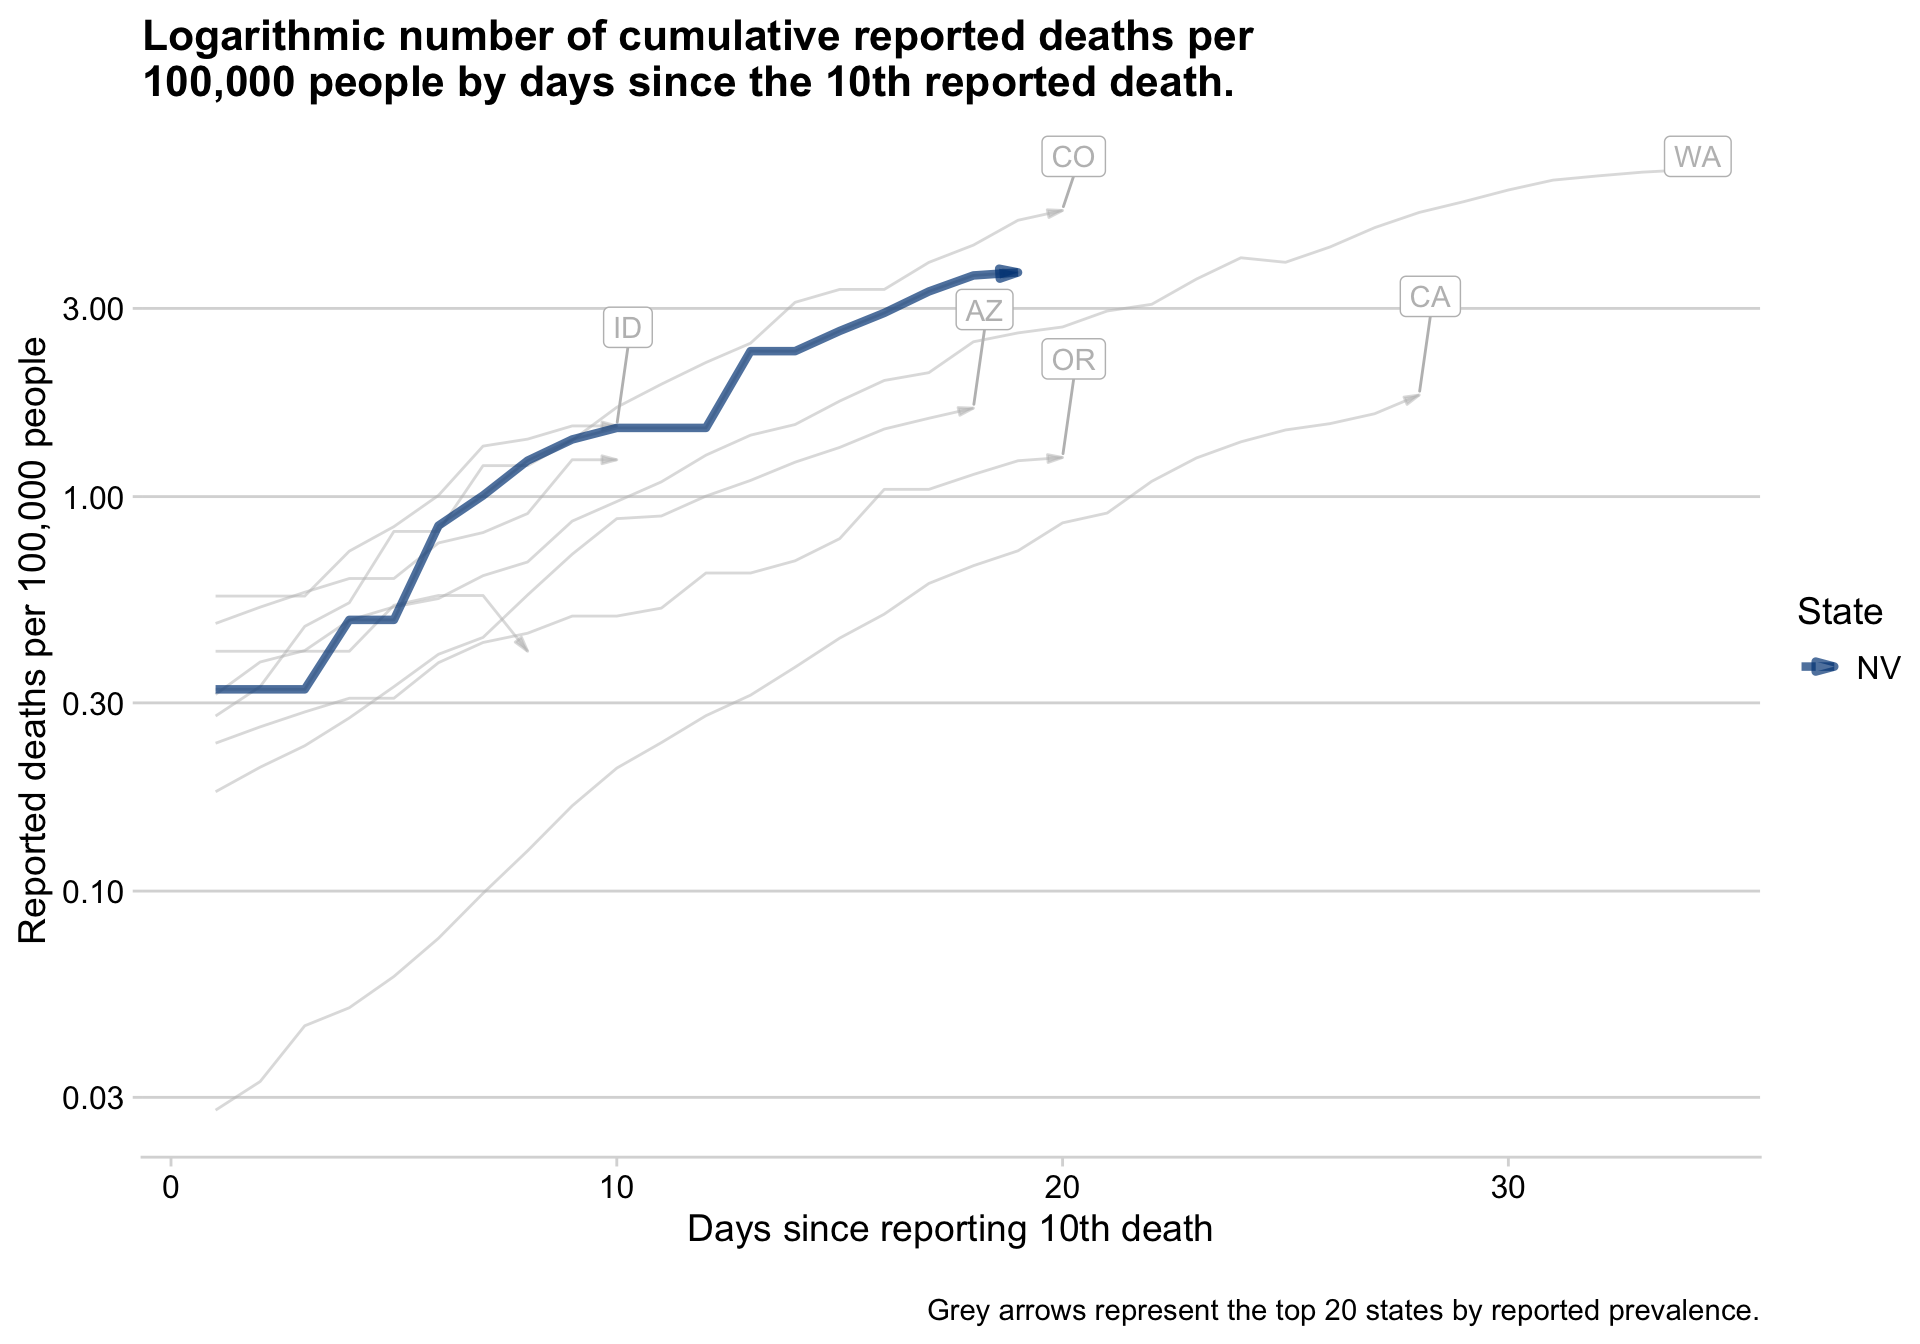 Logarithmic number of cumulative reported deaths per
100,000 people by days since the 10th reported death.
CO
WA
CA
AZ
ID
OR
3.00
1.00
0.30
0.10
0.03
Reported deaths per 100,000 people
0
10
20
30
Days since reporting 10th death
State
NV
Grey arrows represent the top 20 states by reported prevalence.